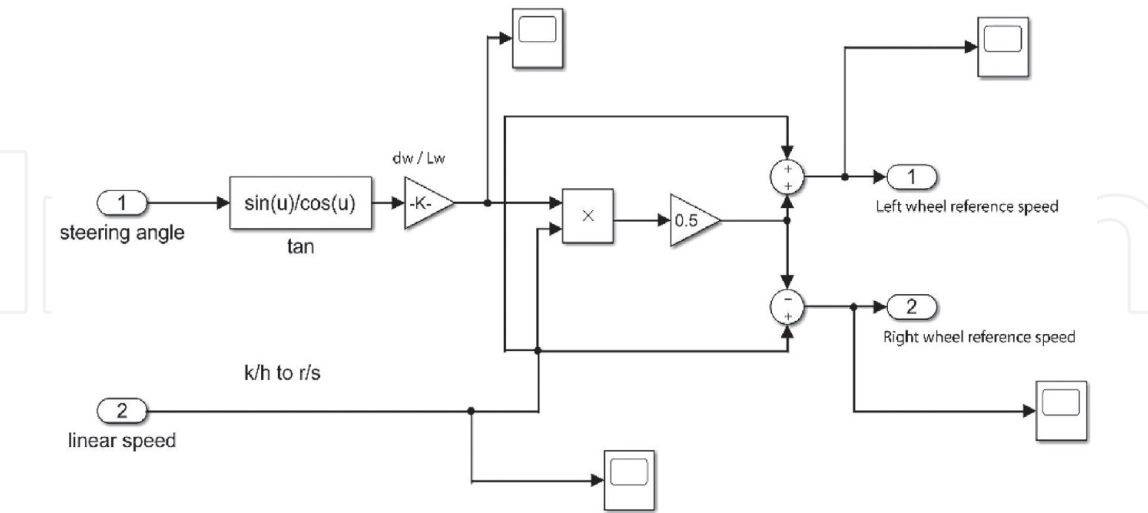 dw / Lw
1
sin(u)/cos(u)
-K-
×
0.5
+
+
1
steering angle
tan
Left wheel reference speed
−
+
2
Right wheel reference speed
k/h to r/s
2
linear speed